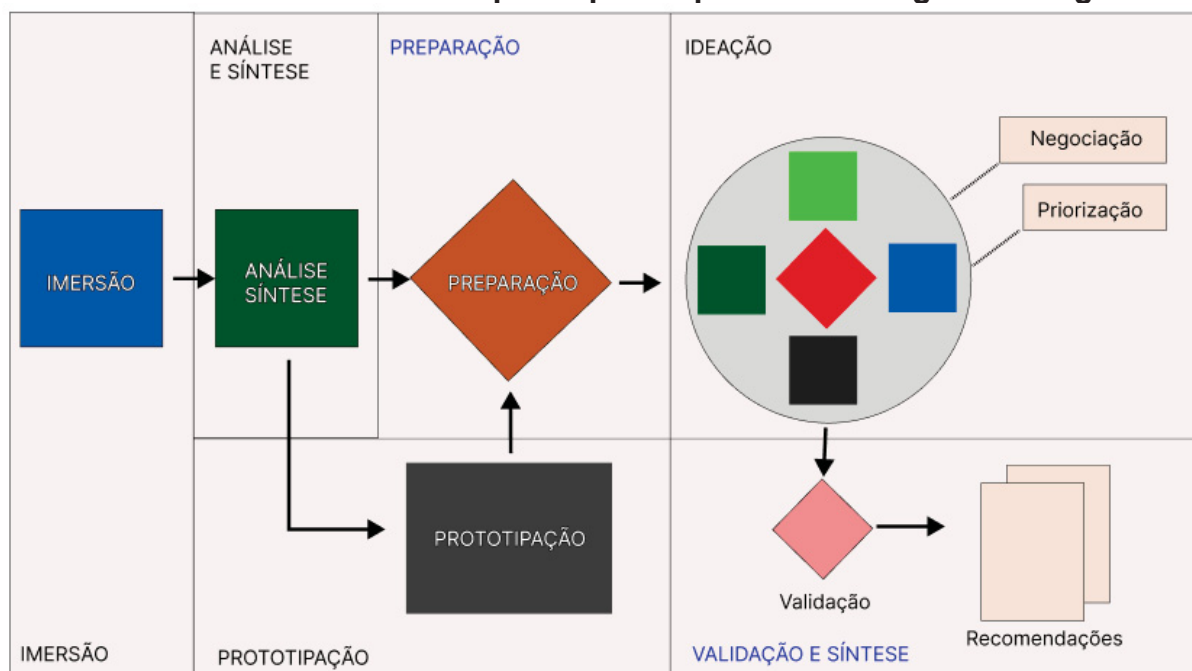 ANÁLISE
E SÍNTESE
PREPARAÇÃO
IDEAÇÃO
Negociação
Priorização
IMERSÃO
ANÁLISE
SÍNTESE
PREPARAÇÃO
PROTOTIPAÇÃO
Validação
Recomendações
IMERSÃO
PROTOTIPAÇÃO
VALIDAÇÃO E SÍNTESE